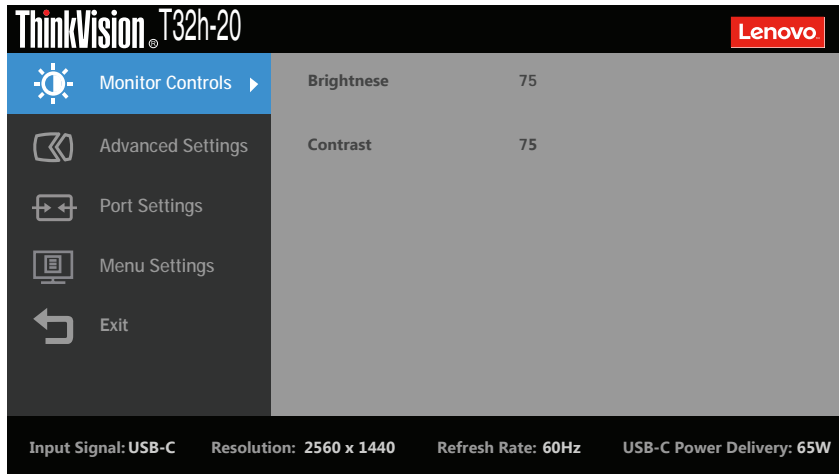 ThinkVision® T32h-20
Lenovo.
Monitor Controls
Brightnese 75
Advanced Settings
Contrast 75
Port Settings
Menu Settings
Exit
Input Signal: USB-C Resolution: 2560 x 1440 Refresh Rate: 60Hz USB-C Power Delivery: 65W